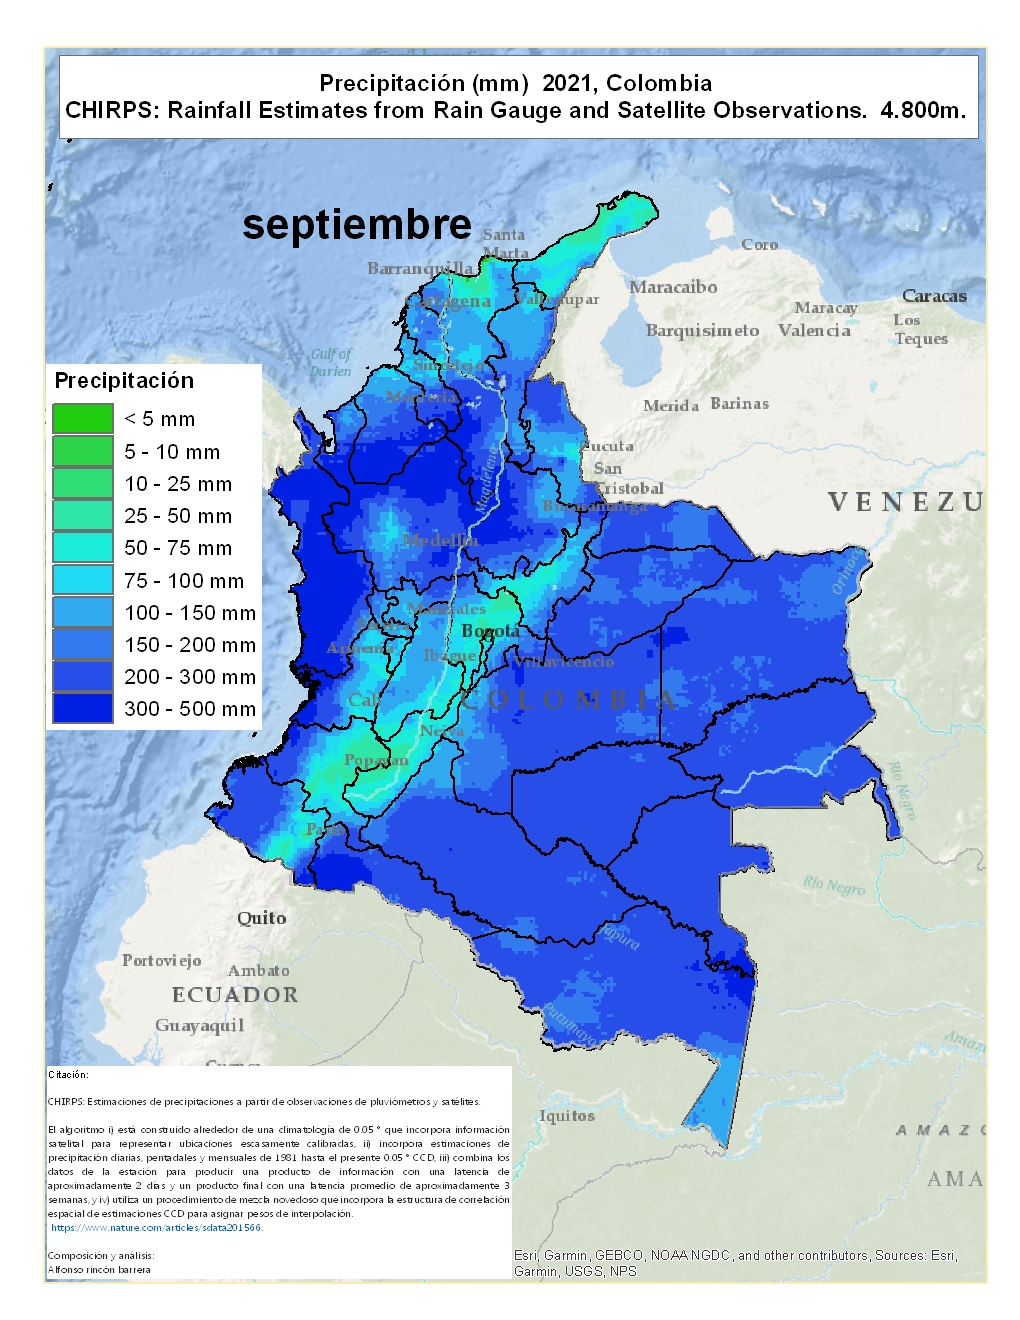 Precipitación (mm)  2021, Colombia
CHIRPS: Rainfall Estimates from Rain Gauge and Satellite Observations.  4.800m.
septiembre
Santa
Marta
Barranquilla
Cartagena
Valledupar
Coro
Maracaibo
Caracas
Maracay
Barquisimeto
Valencia
Los
Teques
Gulf of
Darien
Sincelejo
Montería
Merida
Barinas
Cucuta
San
Cristobal
Bucaramanga
VENEZU
Magdalena
Medellín
Orinoc
Precipitación
< 5 mm
5 - 10 mm
10 - 25 mm
25 - 50 mm
50 - 75 mm
75 - 100 mm
100 - 150 mm
150 - 200 mm
200 - 300 mm
300 - 500 mm
Manizales
Bogotá
Armenia
Ibague
Villavicencio
Cali
COLOMBIA
Neiva
Popayan
Pasto
Rio Negro
Rio Negro
Quito
Japura
Portoviejo
Ambato
ECUADOR
Guayaquil
Putumayo
Amazo
Iquitos
AMAZO
AMA
Citación:
CHIRPS: Estimaciones de precipitaciones a partir de observaciones de pluviómetros y satélites.
El algoritmo i) está construido alrededor de una climatología de 0.05 ° que incorpora información
satelital para representar ubicaciones escasamente calibradas, ii) incorpora estimaciones de
precipitación diarias, pentadales y mensuales de 1981 hasta el presente 0.05 ° CCD, iii) combina los
datos de la estación para producir una producto de información con una latencia de
aproximadamente 2 días y un producto final con una latencia promedio de aproximadamente 3
semanas, y iv) utiliza un procedimiento de mezcla novedoso que incorpora la estructura de correlación
espacial de estimaciones CCD para asignar pesos de interpolación.
https://www.nature.com/articles/sdata201566.
Composición y análisis:
Alfonso rincón barrera
Esri, Garmin, GEBCO, NOAA NGDC, and other contributors, Sources: Esri,
Garmin, USGS, NPS